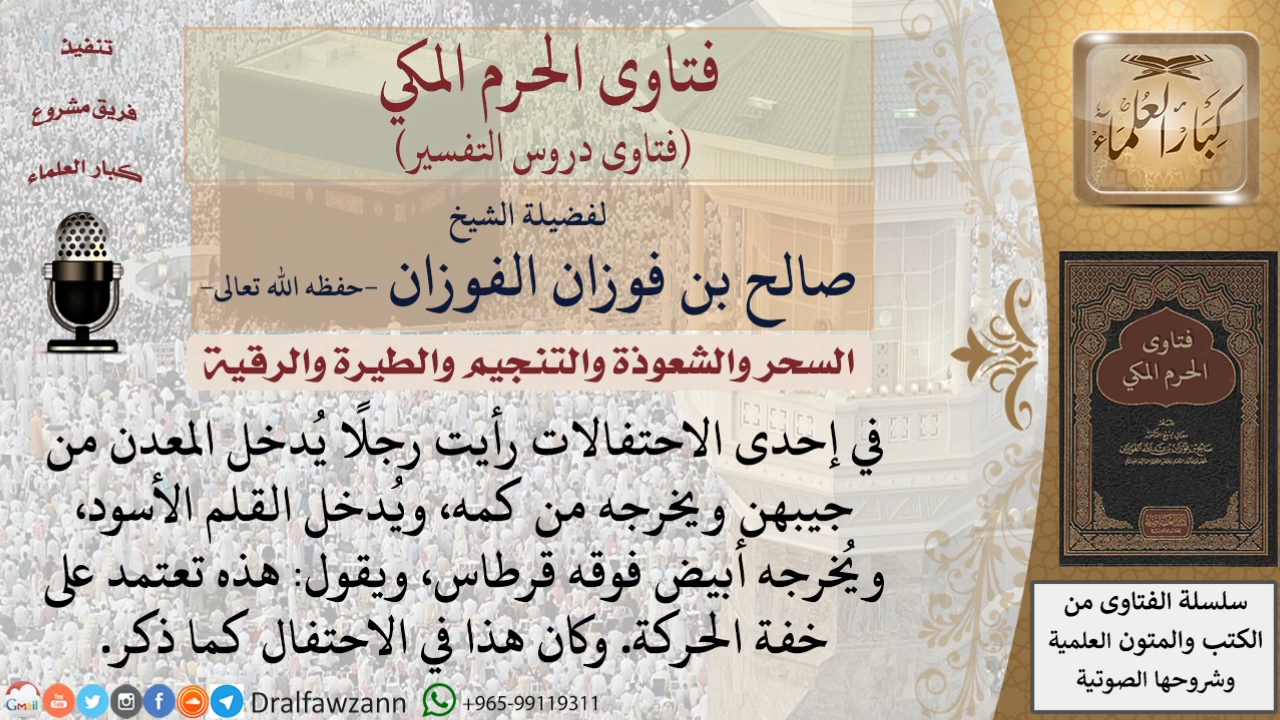 تنفيذ
فريق مشروع
كبار العلماء
فتاوى الحرم المكي
(فتاوى دروس التفسير)
لفضيلة الشيخ
صالح بن فوزان الفوزان -حفظه الله تعالى-
السحر والشعوذة والتنجيم والطيرة والرقية
في إحدى الاحتفالات رأيت رجلًا يُدخل المعدن من
جيبهن ويخرجه من كمه، ويُدخل القلم الأسود،
ويُخرجه أبيض فوقه قرطاس، ويقول: هذه تعتمد على
خفة الحركة. وكان هذا في الاحتفال كما ذكر.
كبار العلماء
فتاوى
الحرم المكي
سلسلة الفتاوى من
الكتب والمتون العلمية
وشروحها الصوتية
Gmail
You Tube
Dralfawzann
+965-99119311